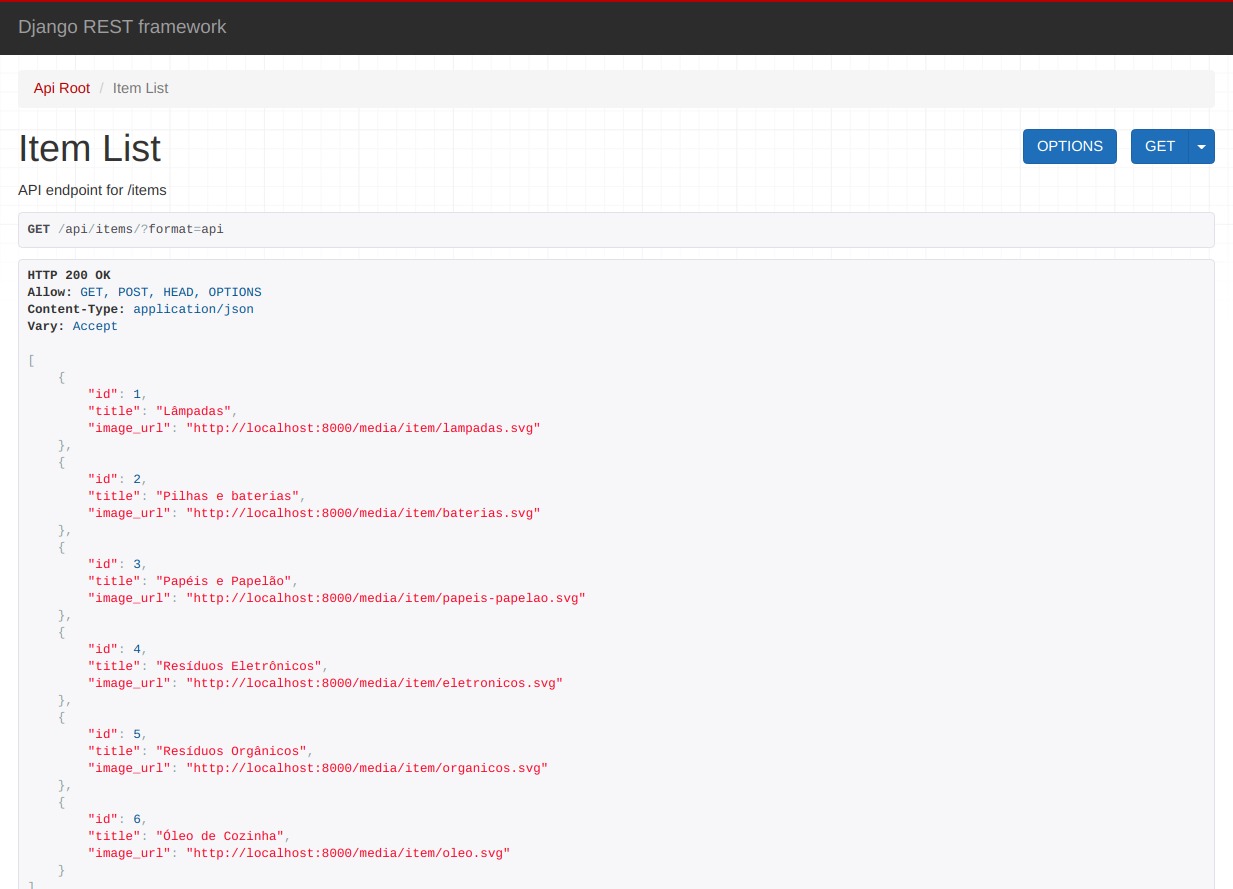 Django REST framework
Api Root / Item List
Item List
OPTIONS GET
API endpoint for /items
GET /api/items/?format=api
HTTP 200 OK
Allow: GET, POST, HEAD, OPTIONS
Content-Type: application/json
Vary: Accept
[
    {
        "id": 1,
        "title": "Lâmpadas",
        "image_url": "http://localhost:8000/media/item/lampadas.svg"
    },
    {
        "id": 2,
        "title": "Pilhas e baterias",
        "image_url": "http://localhost:8000/media/item/baterias.svg"
    },
    {
        "id": 3,
        "title": "Papéis e Papelão",
        "image_url": "http://localhost:8000/media/item/papeis-papelao.svg"
    },
    {
        "id": 4,
        "title": "Resíduos Eletrônicos",
        "image_url": "http://localhost:8000/media/item/eletronicos.svg"
    },
    {
        "id": 5,
        "title": "Resíduos Orgânicos",
        "image_url": "http://localhost:8000/media/item/organicos.svg"
    },
    {
        "id": 6,
        "title": "Óleo de Cozinha",
        "image_url": "http://localhost:8000/media/item/oleo.svg"
    }
]